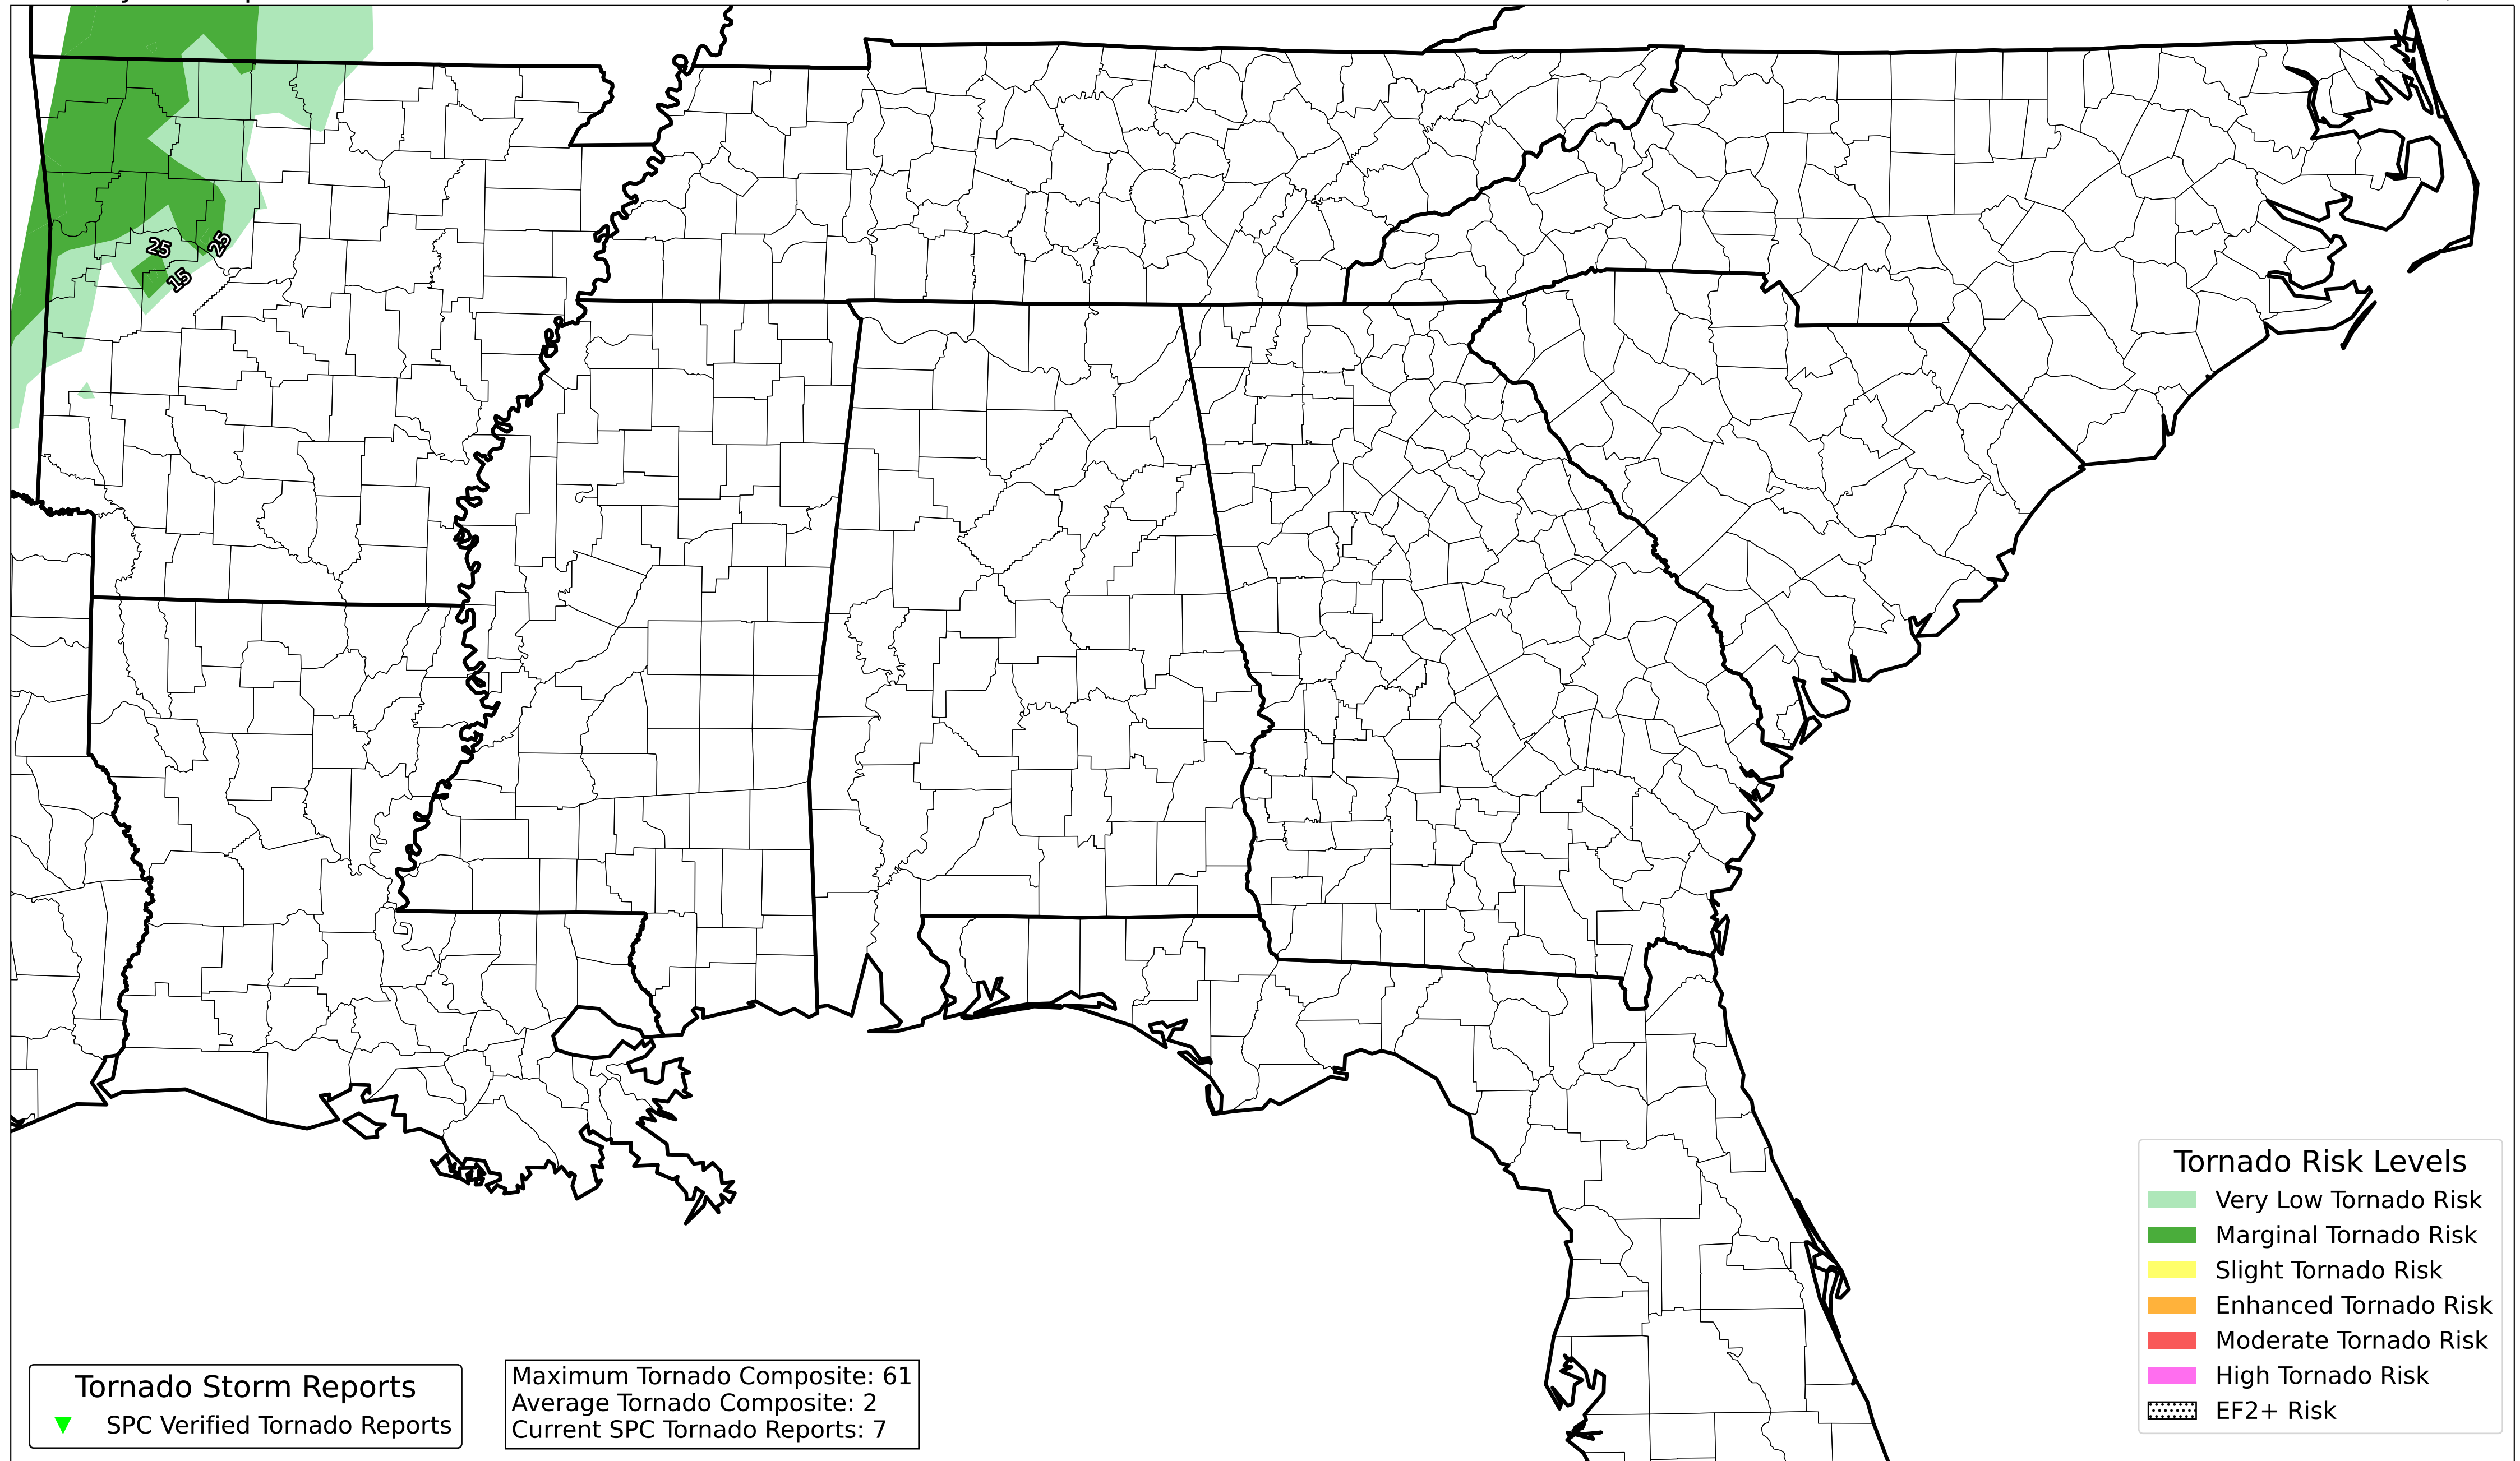 25
25
15
Tornado Risk Levels
Very Low Tornado Risk
Marginal Tornado Risk
Slight Tornado Risk
Enhanced Tornado Risk
Moderate Tornado Risk
High Tornado Risk
EF2+ Risk
Tornado Storm Reports
SPC Verified Tornado Reports
Maximum Tornado Composite: 61
Average Tornado Composite: 2
Current SPC Tornado Reports: 7